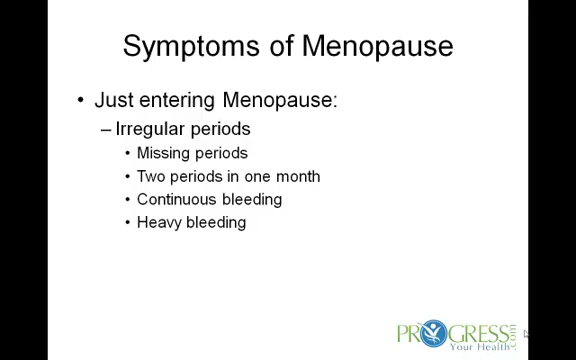 Symptoms of Menopause
• Just entering Menopause:
– Irregular periods
• Missing periods
• Two periods in one month
• Continuous bleeding
• Heavy bleeding
PROGRESS
Your Health
.com